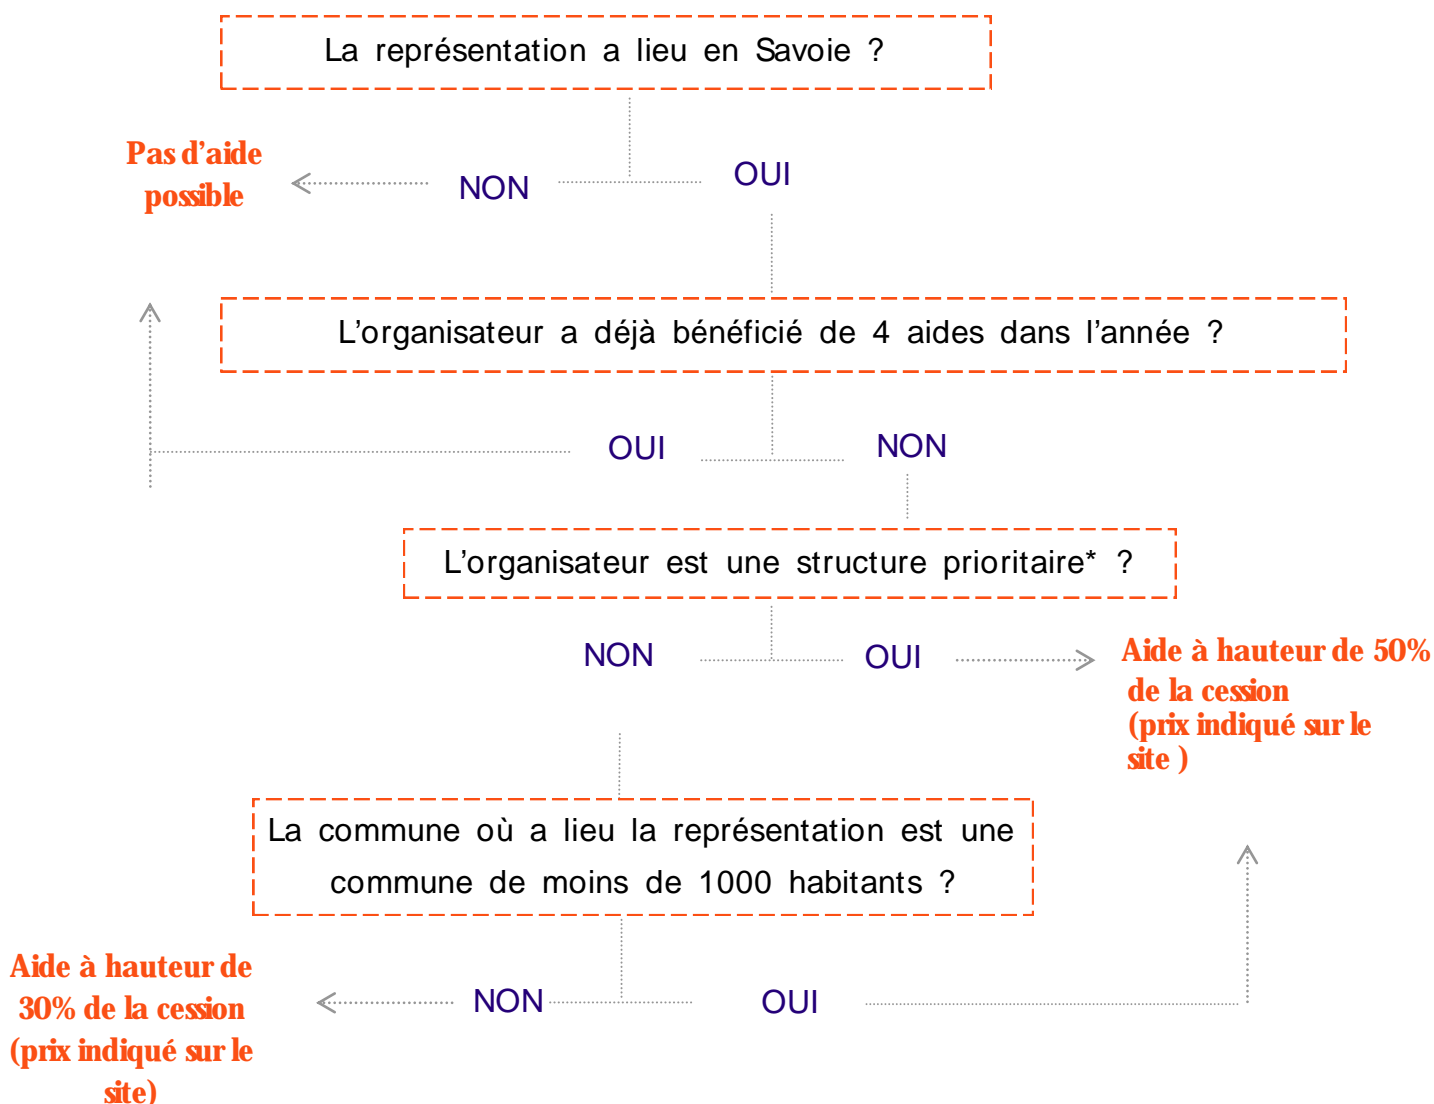 La représentation a lieu en Savoie ?
Pas d’aide
possible
NON
OUI
L’organisateur a déjà bénéficié de 4 aides dans l’année ?
OUI
NON
L’organisateur est une structure prioritaire* ?
NON
OUI
Aide à hauteur de 50%
de la cession
(prix indiqué sur le
site )
La commune où a lieu la représentation est une
commune de moins de 1000 habitants ?
Aide à hauteur de
30% de la cession
(prix indiqué sur le
site)
NON
OUI